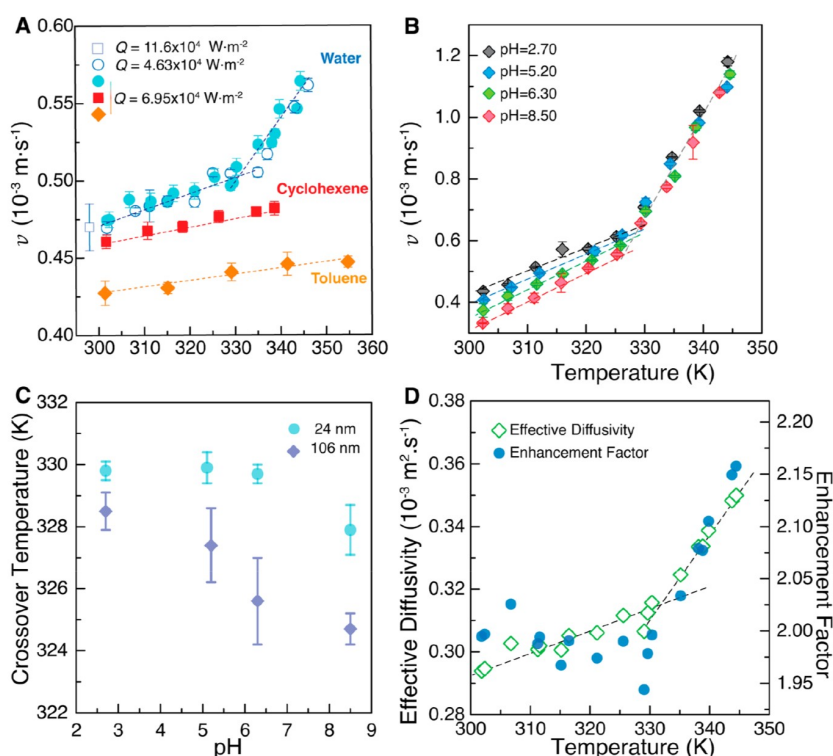 A
Q = 11.6x10⁴ W·m⁻²
Q = 4.63x10⁴ W·m⁻²
Q = 6.95x10⁴ W·m⁻²
Water
Cyclohexene
Toluene
0.60
0.55
0.50
0.45
0.40
ν (10⁻³ m·s⁻¹)
300 310 320 330 340 350 360
B
pH=2.70
pH=5.20
pH=6.30
pH=8.50
1.2
1.0
0.8
0.6
0.4
0.2
ν (10⁻³ m·s⁻¹)
300 310 320 330 340 350
Temperature (K)
C
24 nm
106 nm
332
330
328
326
324
322
Crossover Temperature (K)
2 3 4 5 6 7 8 9
pH
D
Effective Diffusivity
Enhancement Factor
0.38
0.36
0.34
0.32
0.30
0.28
Effective Diffusivity (10⁻³ m².s⁻¹)
2.20
2.15
2.10
2.05
2.00
1.95
Enhancement Factor
300 310 320 330 340 350
Temperature (K)